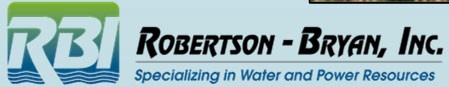 RBI
ROBERTSON - BRYAN, INC.
Specializing in Water and Power Resources